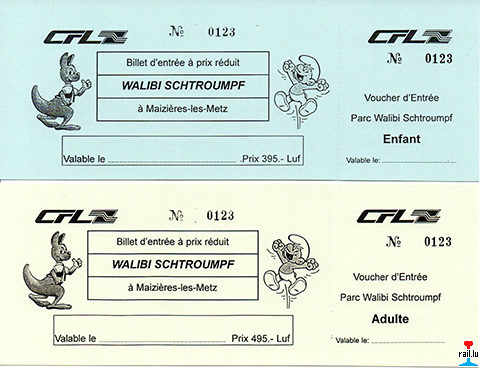 CFL
№ 0123
Billet d'entrée à prix réduit
WALIBI SCHTROUMPF
à Maizières-les-Metz
Valable le ........ .Prix 395.- Luf
CFL
№ 0123
Voucher d'Entrée
Parc Walibi Schtroumpf
Enfant
Valable le: ........
CFL
№ 0123
Billet d'entrée à prix réduit
WALIBI SCHTROUMPF
à Maizières-les-Metz
Valable le ........ Prix 495.- Luf
CFL
№ 0123
Voucher d'Entrée
Parc Walibi Schtroumpf
Adulte
Valable le: ........
rail.lu